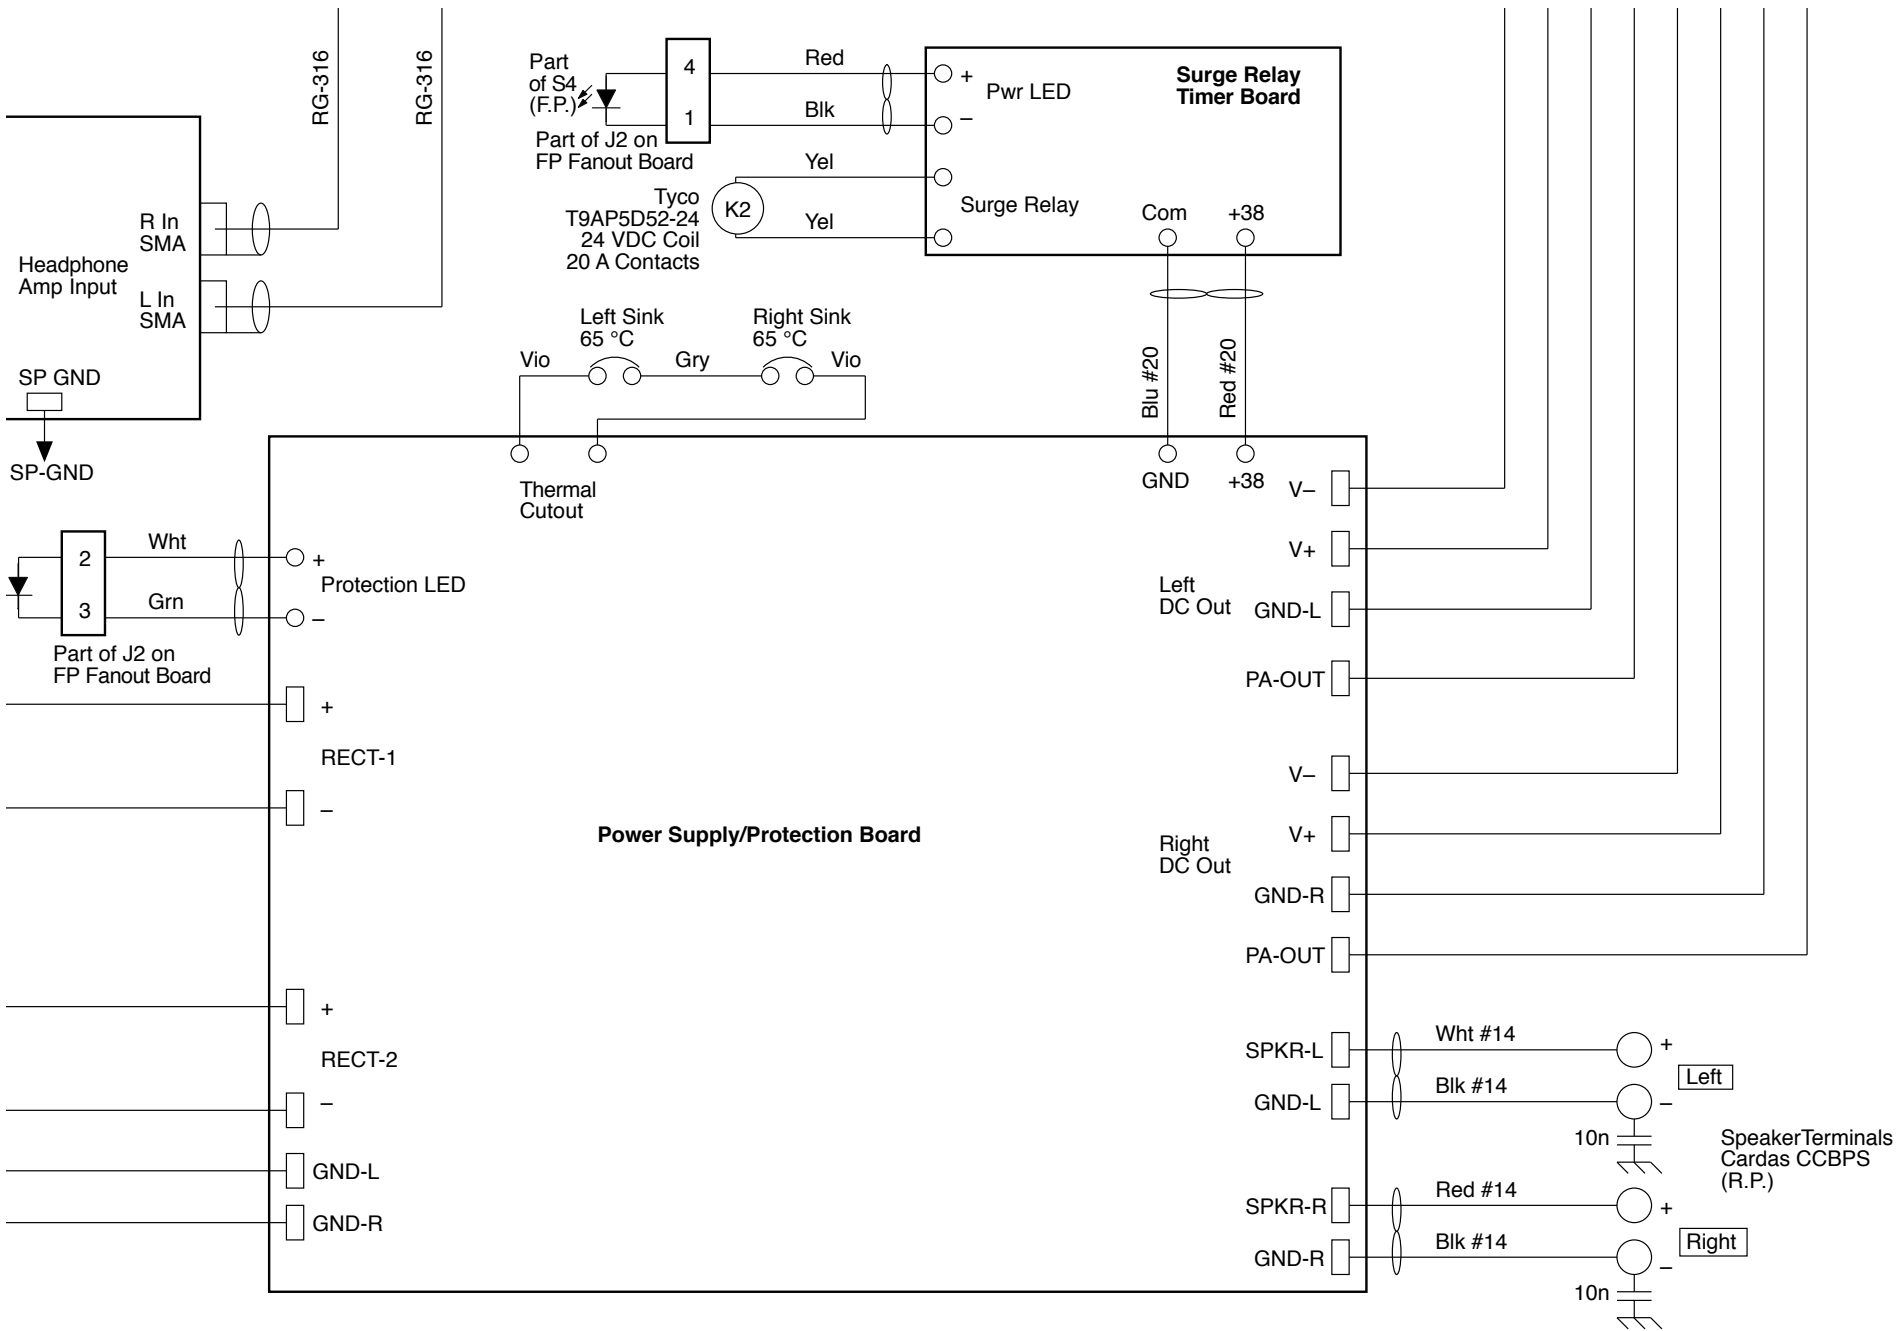 RG-316
RG-316
Part
of S4
(F.P.)
4
1
Part of J2 on
FP Fanout Board
Red
Blk
+
Pwr LED
–
Surge Relay
Timer Board
Yel
Yel
K2
Tyco
T9AP5D52-24
24 VDC Coil
20 A Contacts
Surge Relay
Com
+38
Headphone
Amp Input
R In
SMA
L In
SMA
SP GND
SP-GND
Left Sink
65 °C
Right Sink
65 °C
Vio
Gry
Vio
Blu #20
Red #20
Thermal
Cutout
GND
+38
2
3
Wht
Grn
+
Protection LED
–
Part of J2 on
FP Fanout Board
+
RECT-1
–
Power Supply/Protection Board
+
RECT-2
–
GND-L
GND-R
V–
V+
Left
DC Out
GND-L
PA-OUT
V–
V+
Right
DC Out
GND-R
PA-OUT
SPKR-L
Wht #14
+
Left
GND-L
Blk #14
–
10n
SpeakerTerminals
Cardas CCBPS
(R.P.)
SPKR-R
Red #14
+
Right
GND-R
Blk #14
–
10n